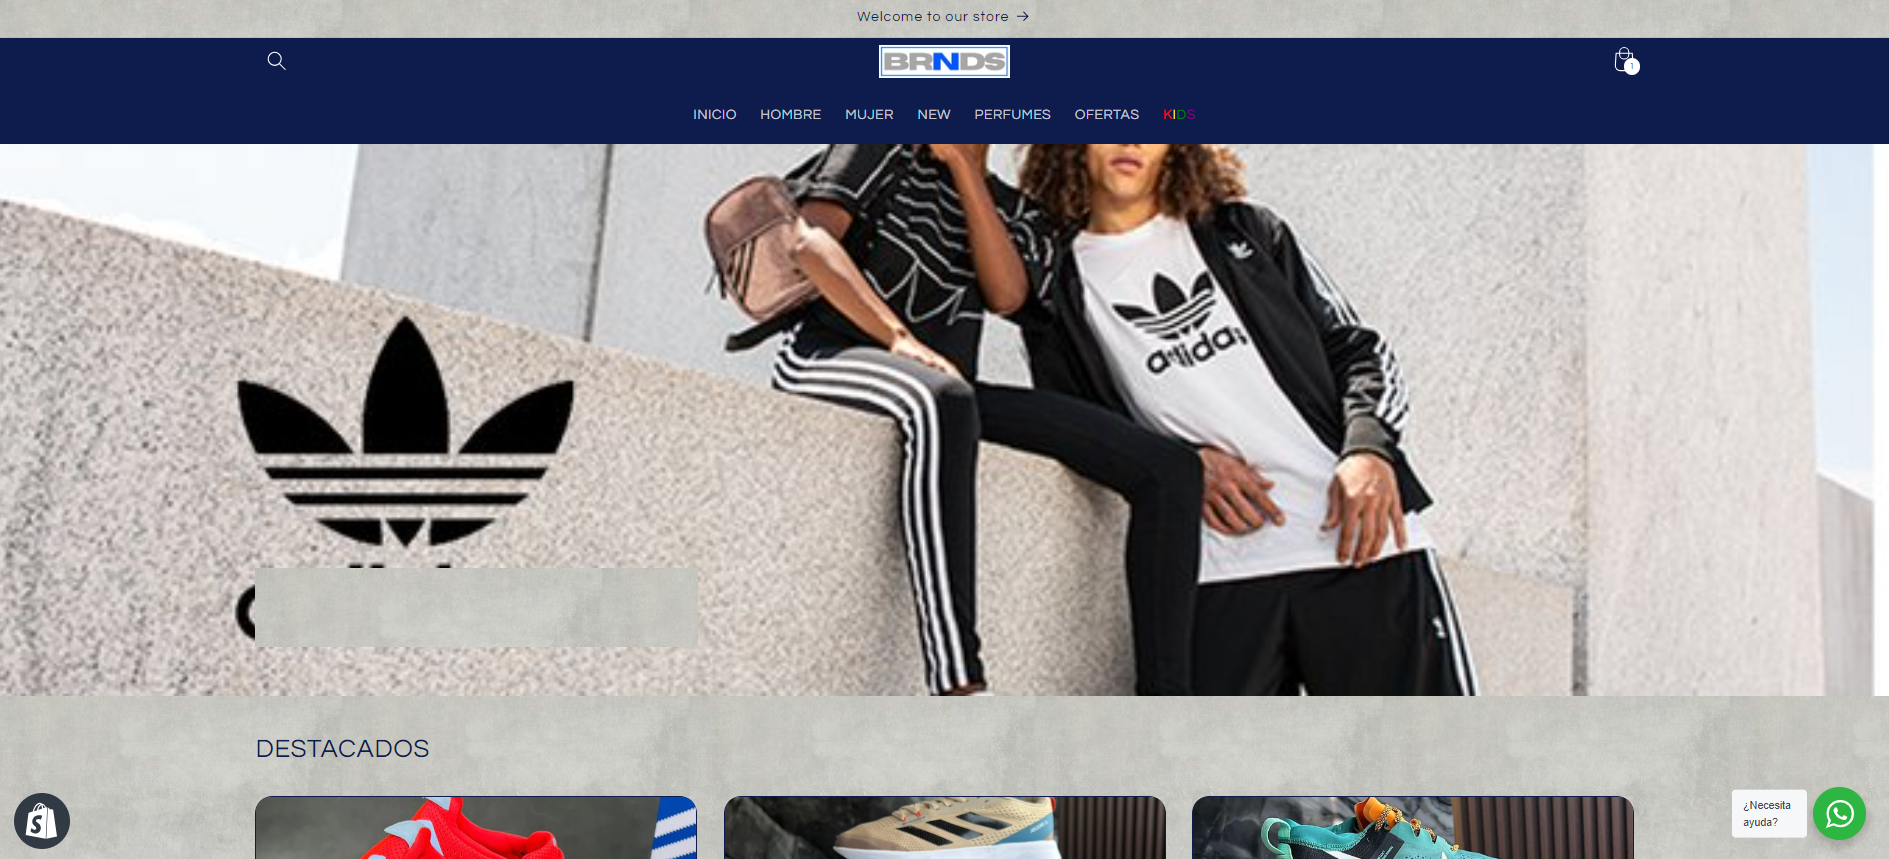 Welcome to our store →
BRNDS
1
INICIO HOMBRE MUJER NEW PERFUMES OFERTAS KIDS
adidas
DESTACADOS
¿Necesita
ayuda?